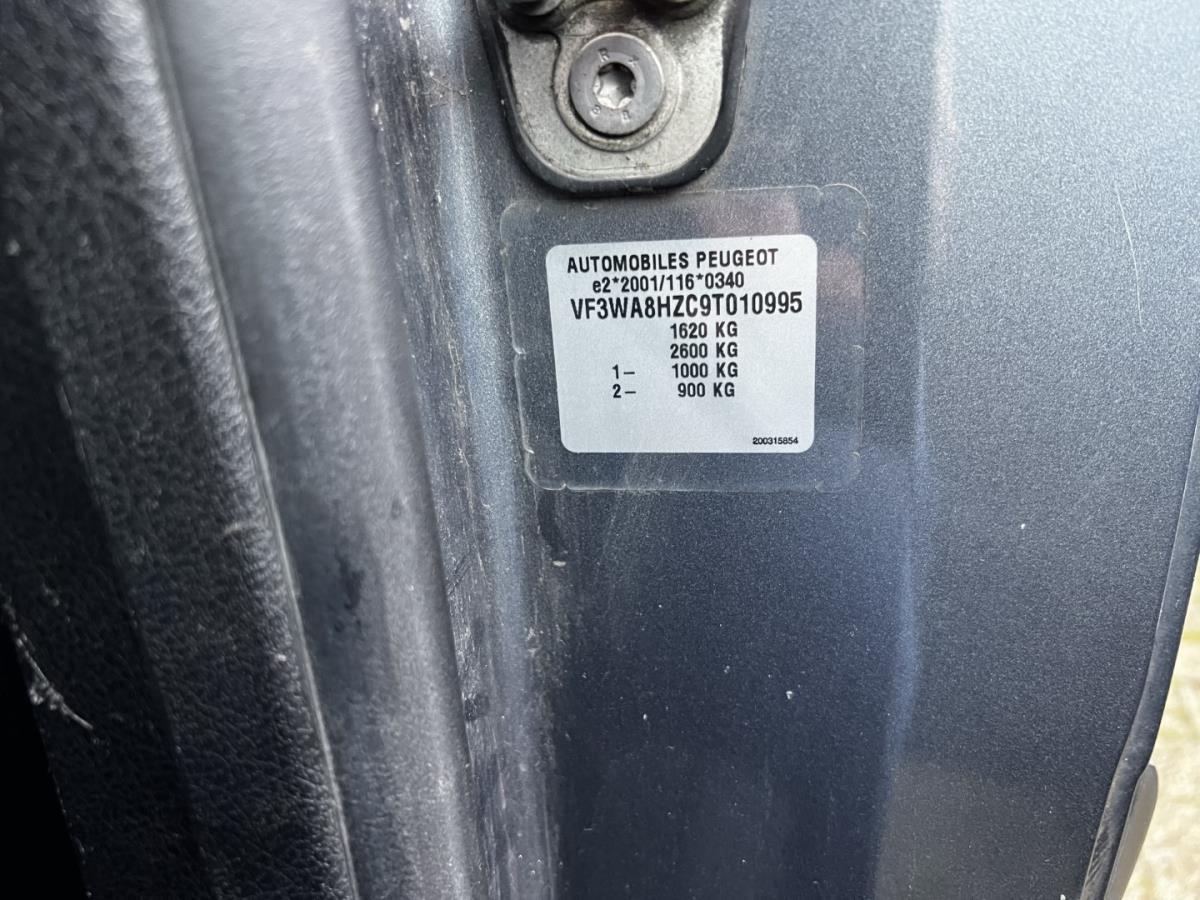 AUTOMOBILES PEUGEOT
e2*2001/116*0340
VF3WA8HZC9T010995
1620 KG
2600 KG
1- 1000 KG
2- 900 KG
200315854